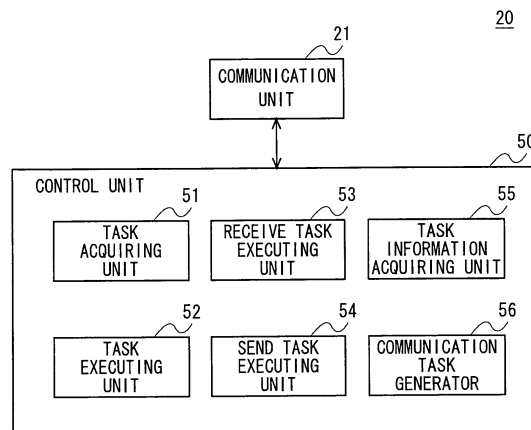 20
21
COMMUNICATION
UNIT
50
CONTROL UNIT
51
TASK
ACQUIRING
UNIT
53
RECEIVE TASK
EXECUTING
UNIT
55
TASK
INFORMATION
ACQUIRING UNIT
52
TASK
EXECUTING
UNIT
54
SEND TASK
EXECUTING
UNIT
56
COMMUNICATION
TASK
GENERATOR